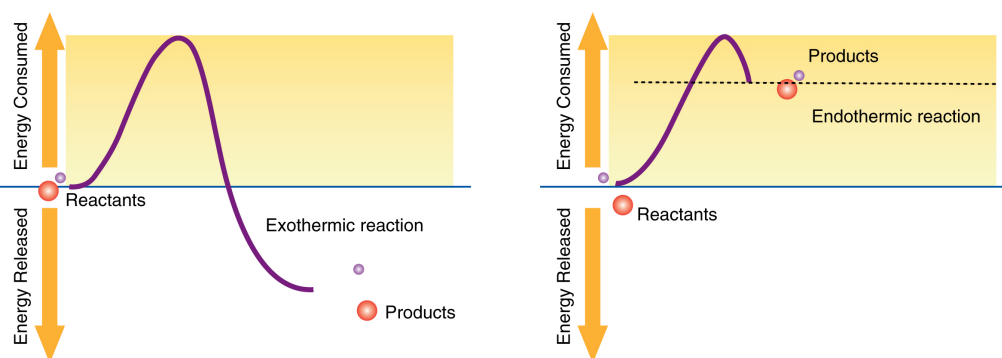 Energy Consumed
Reactants
Exothermic reaction
Energy Released
Products
Energy Consumed
Products
Endothermic reaction
Reactants
Energy Released